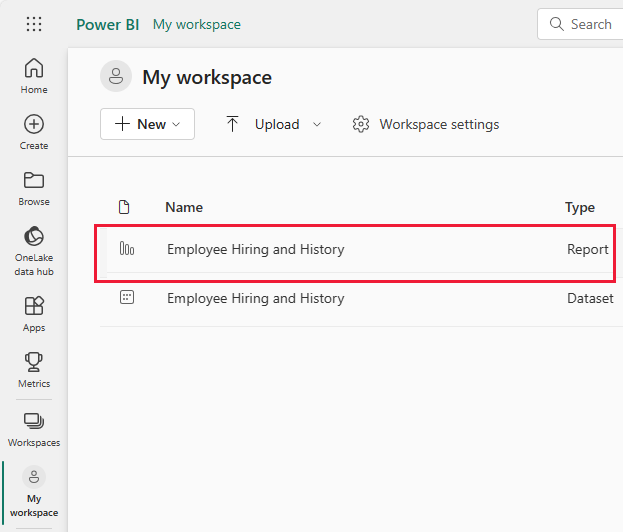 Power BI My workspace
Search
Home
Create
Browse
OneLake
data hub
Apps
Metrics
Workspaces
My
workspace
My workspace
New
Upload
Workspace settings
Name Type
Employee Hiring and History Report
Employee Hiring and History Dataset